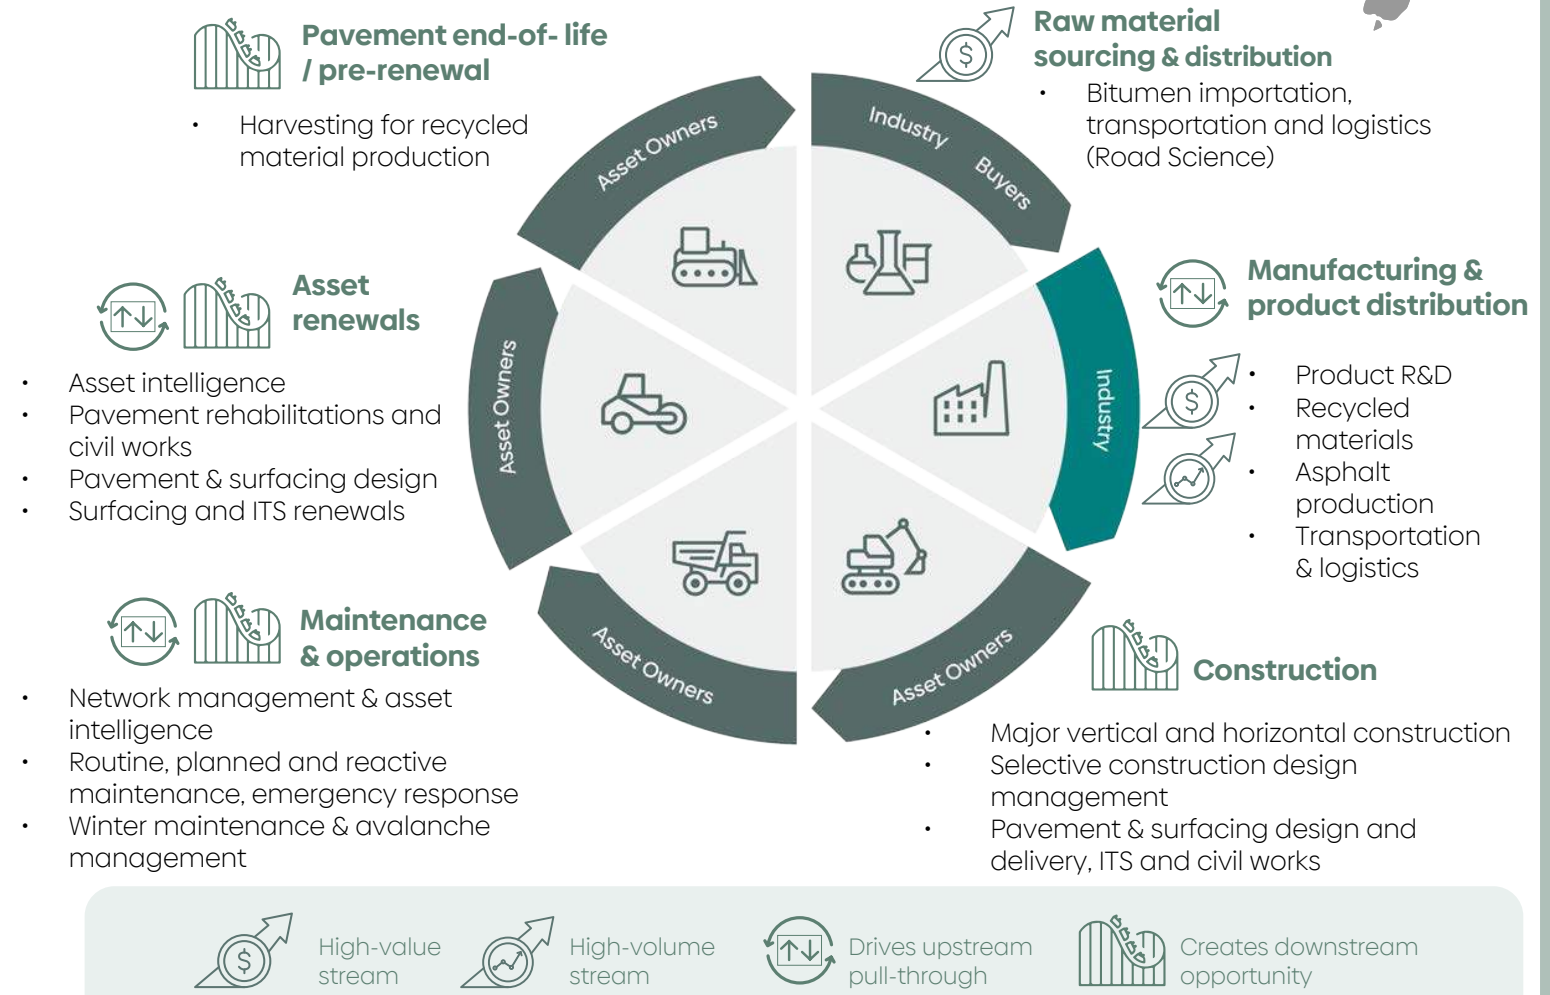 Pavement end-of- life
/ pre-renewal
• Harvesting for recycled
material production
Raw material
sourcing & distribution
• Bitumen importation,
transportation and logistics
(Road Science)
Asset Owners
Industry
Buyers
Asset
renewals
• Asset intelligence
• Pavement rehabilitations and
civil works
• Pavement & surfacing design
• Surfacing and ITS renewals
Asset Owners
Industry
Manufacturing &
product distribution
• Product R&D
• Recycled
materials
• Asphalt
production
• Transportation
& logistics
Maintenance
& operations
• Network management & asset
intelligence
• Routine, planned and reactive
maintenance, emergency response
• Winter maintenance & avalanche
management
Asset Owners
Asset Owners
Construction
• Major vertical and horizontal construction
• Selective construction design
management
• Pavement & surfacing design and
delivery, ITS and civil works
$ High-value
stream
High-volume
stream
Drives upstream
pull-through
Creates downstream
opportunity